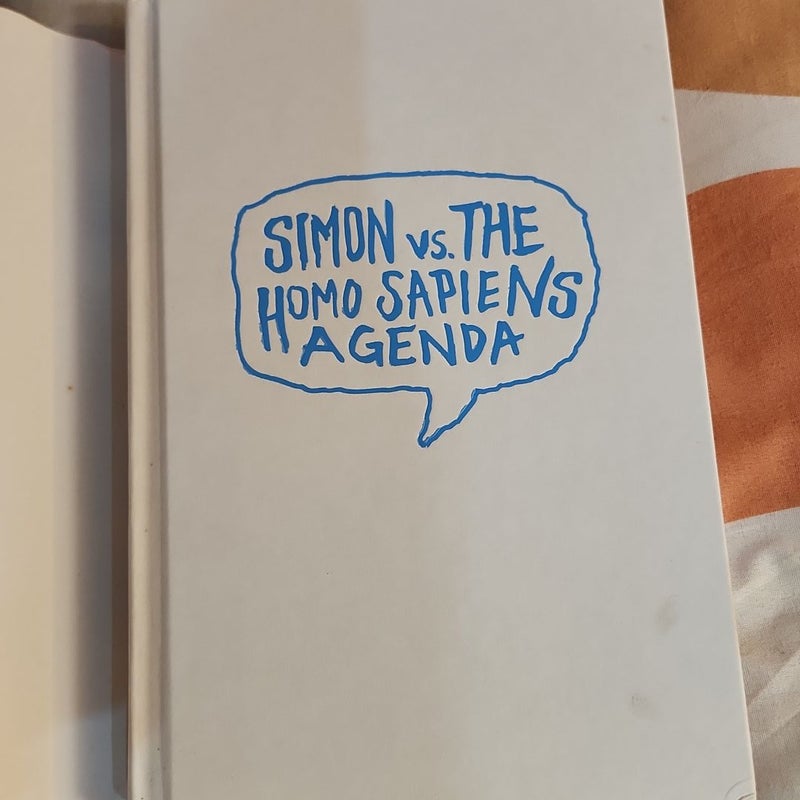 SIMON vs. THE
HOMO SAPIENS
AGENDA